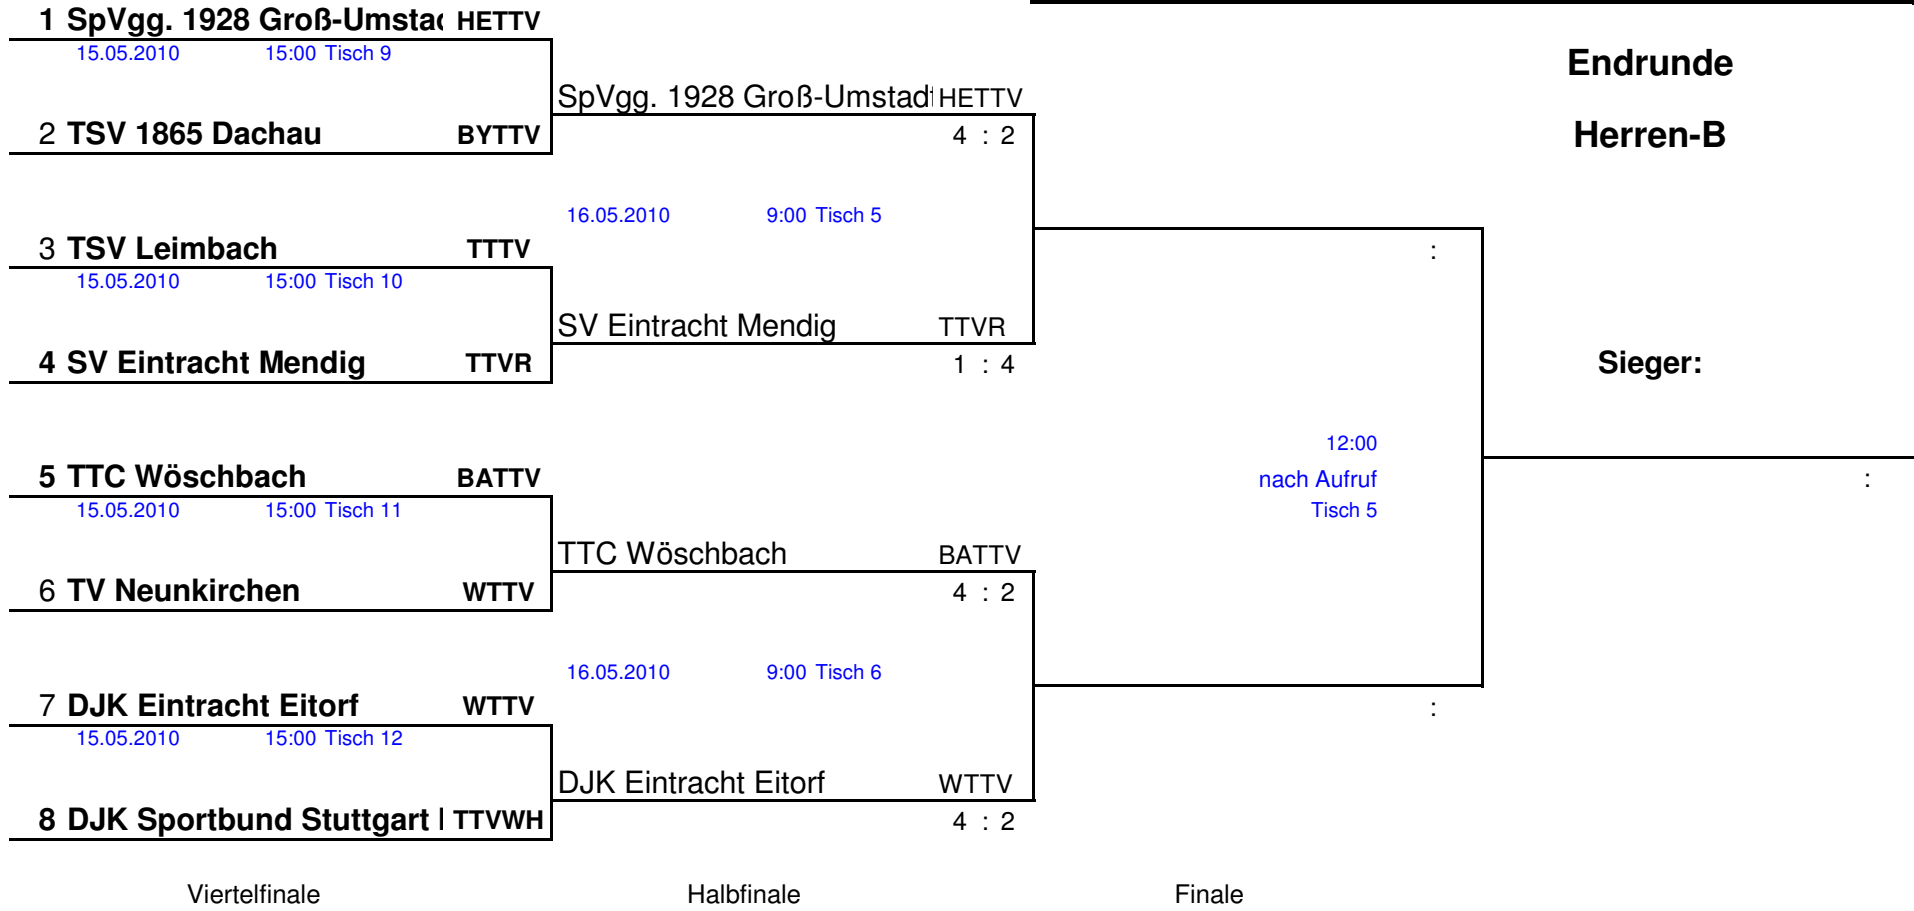 1 SpVgg. 1928 Groß-Umstad HETTV
15.05.2010 15:00 Tisch 9
Endrunde
SpVgg. 1928 Groß-Umstadt HETTV
2 TSV 1865 Dachau BYTTV
4 : 2
Herren-B
16.05.2010 9:00 Tisch 5
3 TSV Leimbach TTTV
:
15.05.2010 15:00 Tisch 10
SV Eintracht Mendig TTVR
4 SV Eintracht Mendig TTVR
1 : 4
Sieger:
12:00
5 TTC Wöschbach BATTV
nach Aufruf
:
15.05.2010 15:00 Tisch 11
Tisch 5
TTC Wöschbach BATTV
6 TV Neunkirchen WTTV
4 : 2
16.05.2010 9:00 Tisch 6
7 DJK Eintracht Eitorf WTTV
:
15.05.2010 15:00 Tisch 12
DJK Eintracht Eitorf WTTV
8 DJK Sportbund Stuttgart TTVWH
4 : 2
Viertelfinale Halbfinale Finale